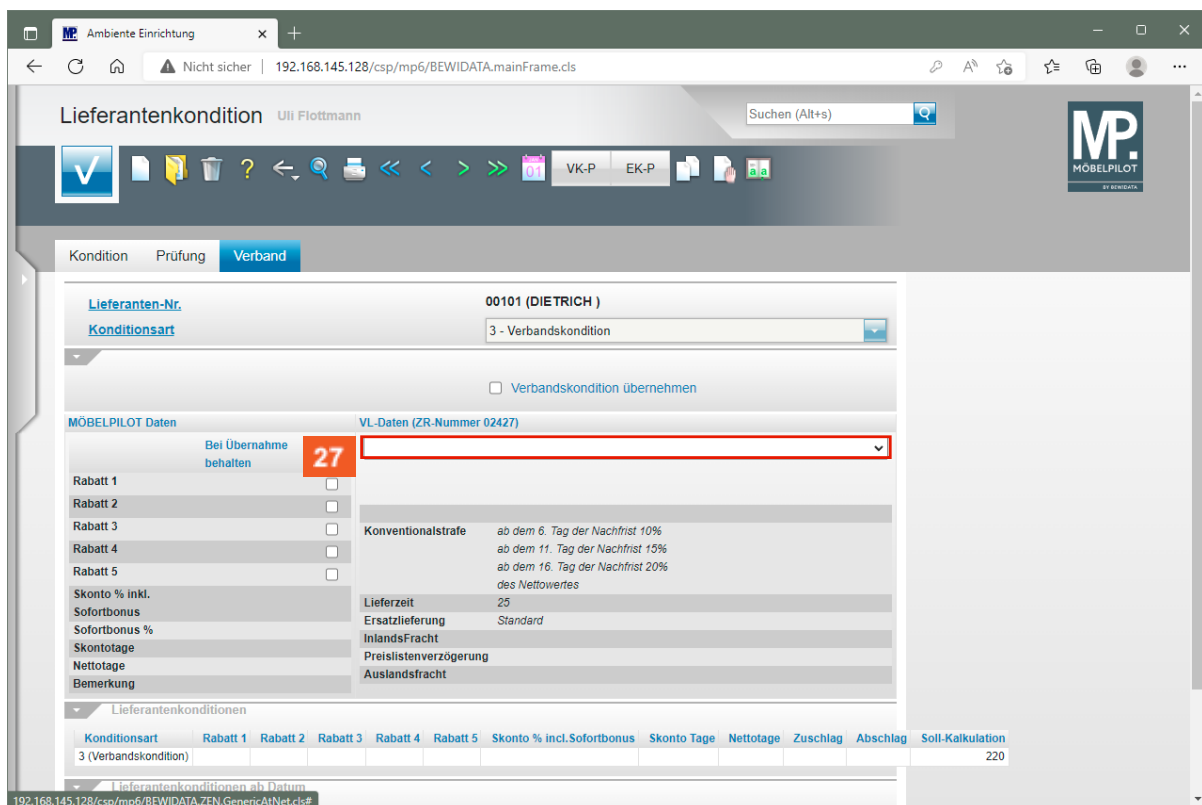 MP. Ambiente Einrichtung
Nicht sicher | 192.168.145.128/csp/mp6/BEWIDATA.mainFrame.cls
Lieferantenkondition Uli Flottmann
Suchen (Alt+s)
MP.
MÖBELPILOT
BY BEWIDATA
01 VK-P EK-P a a
Kondition Prüfung Verband
Lieferanten-Nr. 00101 (DIETRICH )
Konditionsart 3 - Verbandskondition
Verbandskondition übernehmen
MÖBELPILOT Daten VL-Daten (ZR-Nummer 02427)
Bei Übernahme
behalten
27
Rabatt 1
Rabatt 2
Rabatt 3
Rabatt 4
Rabatt 5
Skonto % inkl.
Sofortbonus
Sofortbonus %
Skontotage
Nettotage
Bemerkung
Konventionalstrafe ab dem 6. Tag der Nachfrist 10%
ab dem 11. Tag der Nachfrist 15%
ab dem 16. Tag der Nachfrist 20%
des Nettowertes
Lieferzeit 25
Ersatzlieferung Standard
InlandsFracht
Preislistenverzögerung
Auslandsfracht
Lieferantenkonditionen
Konditionsart Rabatt 1 Rabatt 2 Rabatt 3 Rabatt 4 Rabatt 5 Skonto % incl.Sofortbonus Skonto Tage Nettotage Zuschlag Abschlag Soll-Kalkulation
3 (Verbandskondition) 220
Lieferantenkonditionen ab Datum
192.168.145.128/csp/mp6/BEWIDATA.ZEN.GenericAtNet.cls#